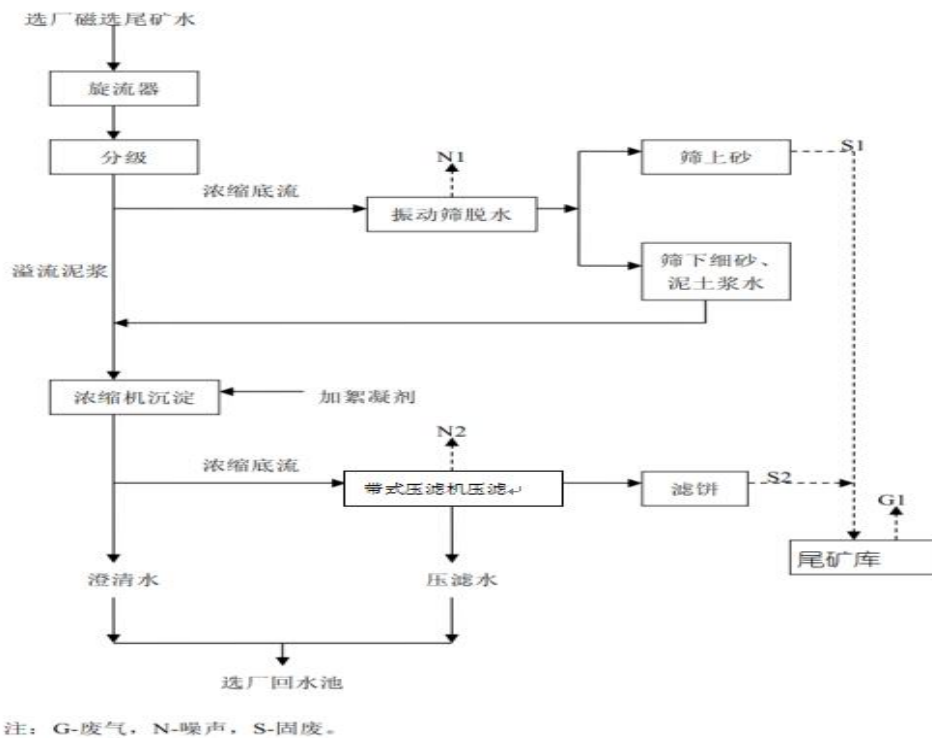 选厂磁选尾矿水
旋流器
分级
N1
筛上砂
S1
浓缩底流
振动筛脱水
溢流泥浆
筛下细砂、
泥土浆水
浓缩机沉淀
加絮凝剂
N2
浓缩底流
带式压滤机压滤↵
滤饼
S2
G1
尾矿库
澄清水
压滤水
选厂回水池
注：G-废气，N-噪声，S-固废。